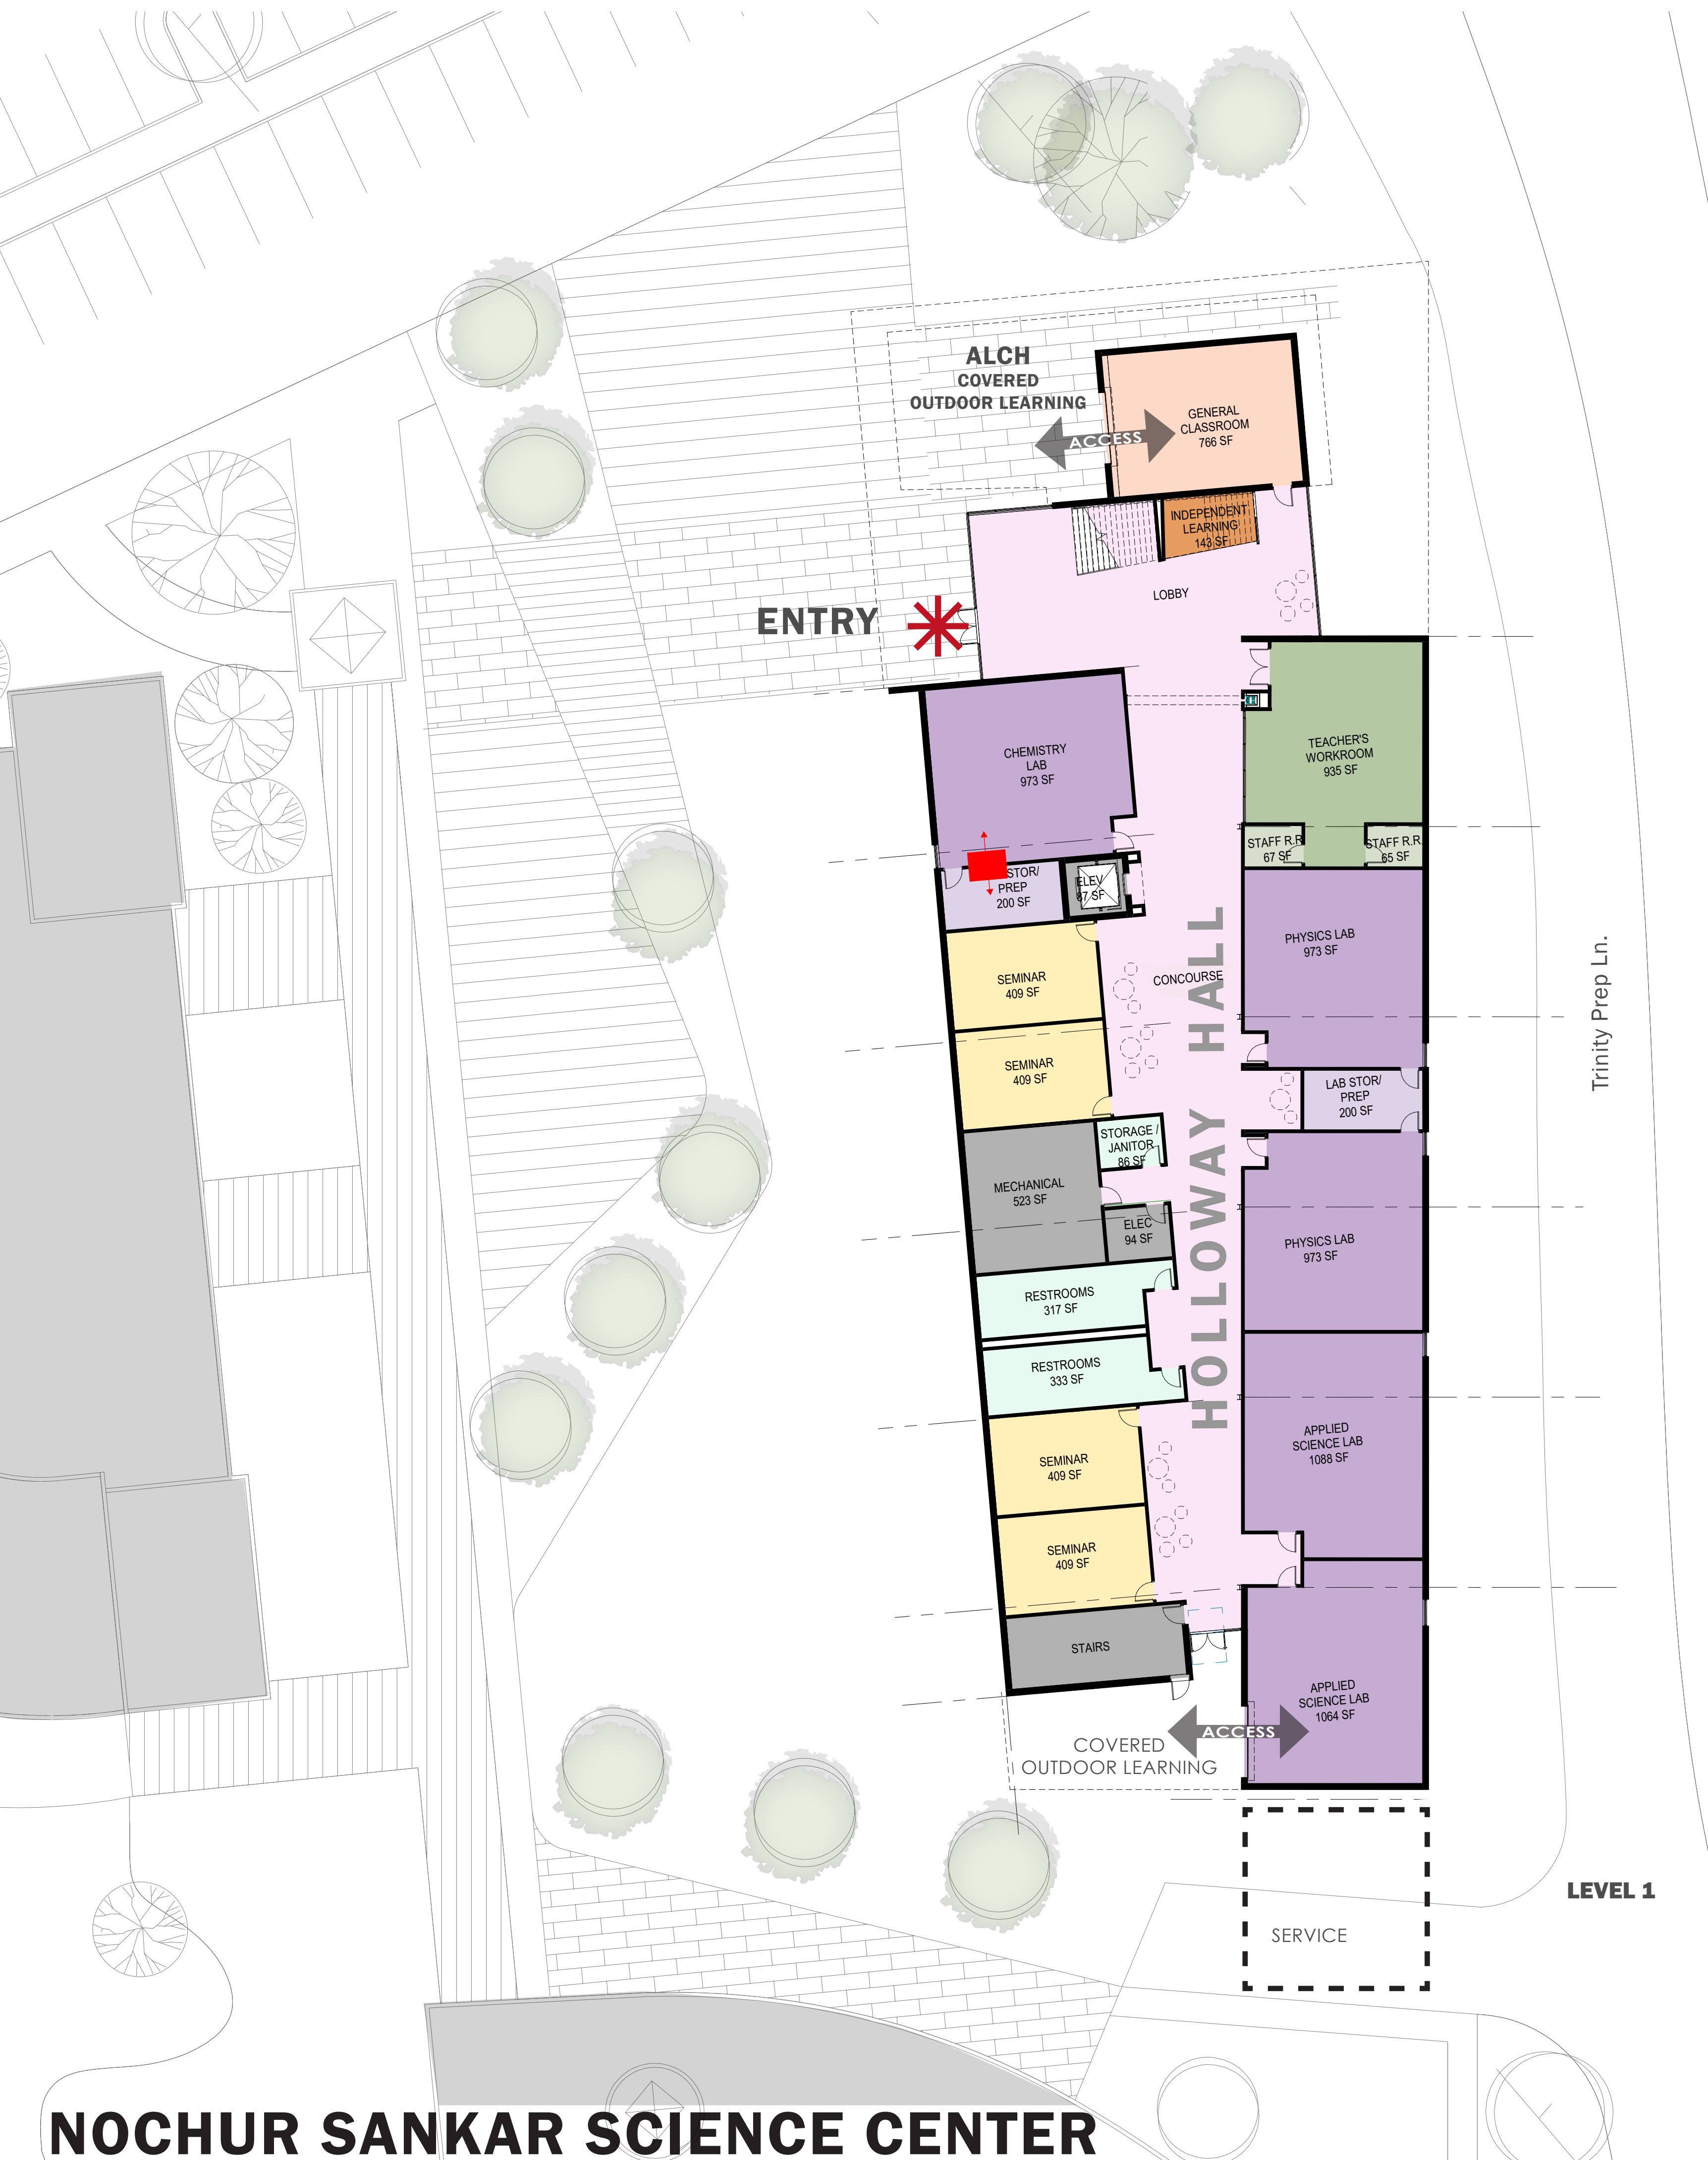 ALCH
COVERED
OUTDOOR LEARNING
ACCESS
GENERAL
CLASSROOM
766 SF
INDEPENDENT
LEARNING
143 SF
LOBBY
ENTRY
CHEMISTRY
LAB
973 SF
TEACHER'S
WORKROOM
935 SF
STAFF R.R
67 SF
STAFF R.R
65 SF
STOR/
PREP
200 SF
ELEV
87 SF
PHYSICS LAB
973 SF
SEMINAR
409 SF
CONCOURSE
HOLLOWAY HALL
Trinity Prep Ln.
SEMINAR
409 SF
LAB STOR/
PREP
200 SF
STORAGE /
JANITOR
86 SF
MECHANICAL
523 SF
ELEC
94 SF
PHYSICS LAB
973 SF
RESTROOMS
317 SF
RESTROOMS
333 SF
APPLIED
SCIENCE LAB
1088 SF
SEMINAR
409 SF
SEMINAR
409 SF
STAIRS
APPLIED
SCIENCE LAB
1064 SF
ACCESS
COVERED
OUTDOOR LEARNING
LEVEL 1
SERVICE
NOCHUR SANKAR SCIENCE CENTER